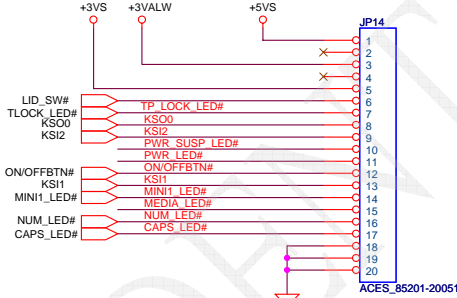 +3VS +3VALW +5VS
JP14
1
2
3
4
5
LID_SW# 6
TLOCK_LED# TP_LOCK_LED# 7
KSO0 KSO0 8
KSI2 KSI2 9
PWR_SUSP_LED# 10
PWR_LED# 11
ON/OFFBTN# ON/OFFBTN# 12
KSI1 KSI1 13
MINI1_LED# MINI1_LED# 14
MEDIA_LED# 15
NUM_LED# NUM_LED# 16
CAPS_LED# CAPS_LED# 17
18
19
20
ACES_85201-20051